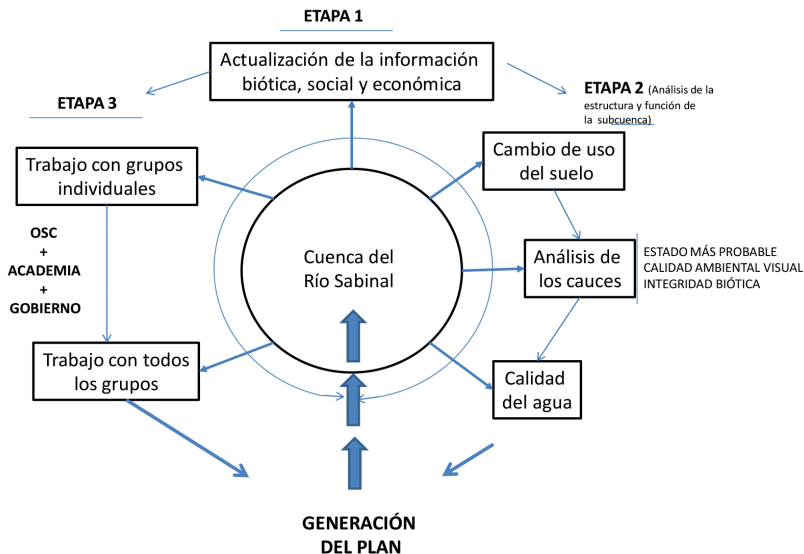 ETAPA 1
Actualización de la información
biótica, social y económica
ETAPA 2 (Análisis de la
estructura y función de
la subcuenca)
Cambio de uso
del suelo
Análisis de
los cauces
ESTADO MÁS PROBABLE
CALIDAD AMBIENTAL VISUAL
INTEGRIDAD BIÓTICA
Calidad
del agua
ETAPA 3
Trabajo con grupos
individuales
OSC
+
ACADEMIA
+
GOBIERNO
Trabajo con todos
los grupos
Cuenca del
Río Sabinal
GENERACIÓN
DEL PLAN